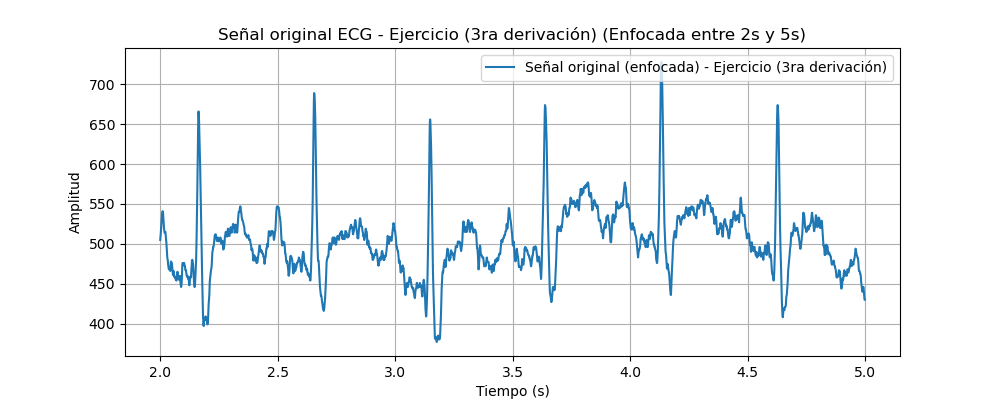 Señal original ECG - Ejercicio (3ra derivación) (Enfocada entre 2s y 5s)
Señal original (enfocada) - Ejercicio (3ra derivación)
Amplitud
700
650
600
550
500
450
400
2.0 2.5 3.0 3.5 4.0 4.5 5.0
Tiempo (s)